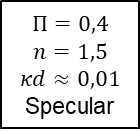 Π = 0,4
n = 1,5
κd ≈ 0,01
Specular